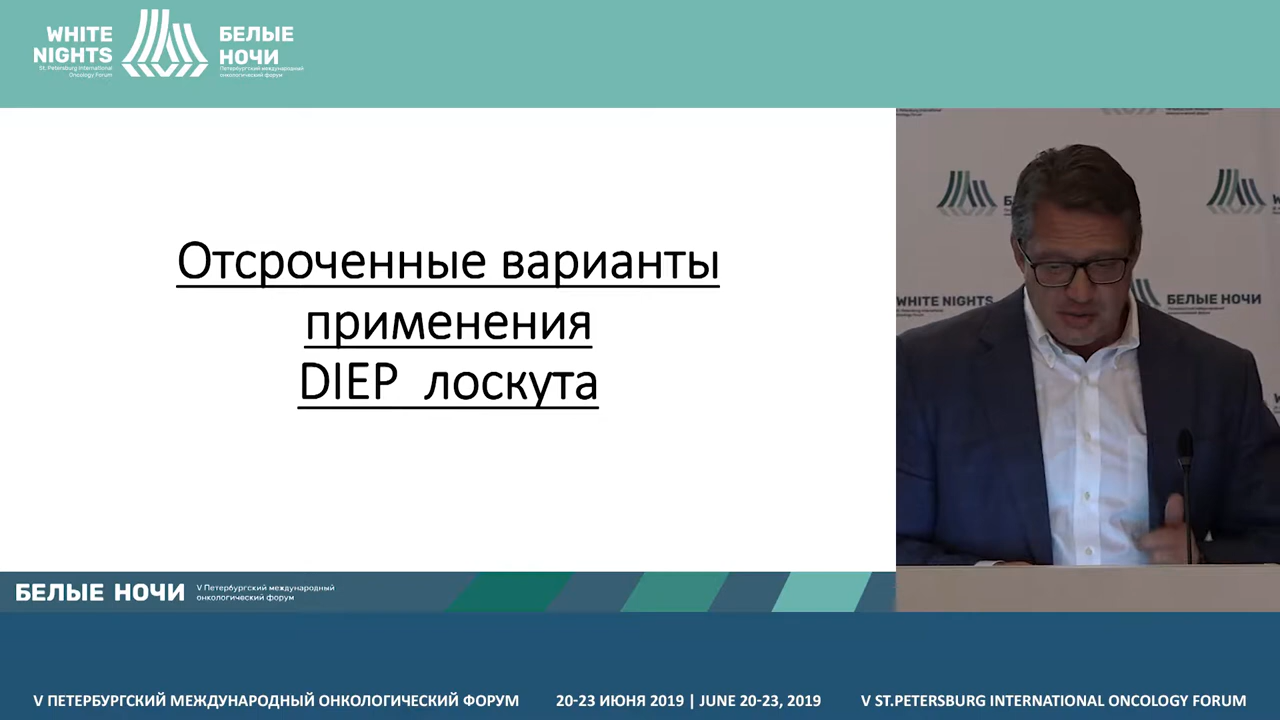 WHITE
NIGHTS
St. Petersburg International
Oncology Forum
БЕЛЫЕ
НОЧИ
Петербургский международный
онкологический форум
Отсроченные варианты
применения
DIEP лоскута
WHITE NIGHTS
БЕЛЫЕ НОЧИ
БЕЛЫЕ НОЧИ
V Петербургский международный
онкологический форум
V ПЕТЕРБУРГСКИЙ МЕЖДУНАРОДНЫЙ ОНКОЛОГИЧЕСКИЙ ФОРУМ
20-23 ИЮНЯ 2019 | JUNE 20-23, 2019
V ST.PETERSBURG INTERNATIONAL ONCOLOGY FORUM